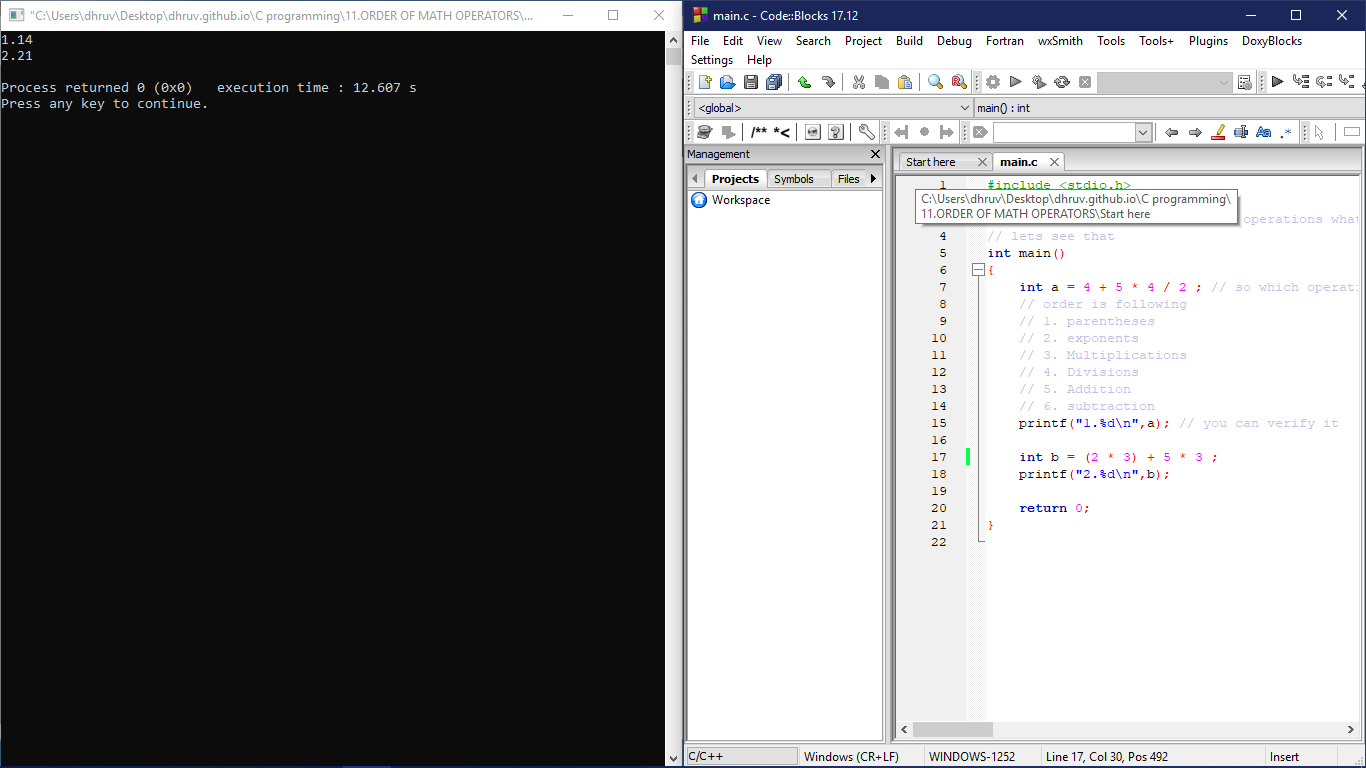 "C:\Users\dhruv\Desktop\dhruv.github.io\C programming\11.ORDER OF MATH OPERATORS\...
1.14
2.21
Process returned 0 (0x0)   execution time : 12.607 s
Press any key to continue.
main.c - Code::Blocks 17.12
File Edit View Search Project Build Debug Fortran wxSmith Tools Tools+ Plugins DoxyBlocks
Settings Help
<global> main() : int
/** *<
Management
Projects Symbols Files
Workspace
Start here main.c
1 #include <stdio.h>
C:\Users\dhruv\Desktop\dhruv.github.io\C programming\
11.ORDER OF MATH OPERATORS\Start here
operations what
4 // lets see that
5 int main()
6 {
7 int a = 4 + 5 * 4 / 2 ; // so which operati
8 // order is following
9 // 1. parentheses
10 // 2. exponents
11 // 3. Multiplications
12 // 4. Divisions
13 // 5. Addition
14 // 6. subtraction
15 printf("1.%d\n",a); // you can verify it
16
17 int b = (2 * 3) + 5 * 3 ;
18 printf("2.%d\n",b);
19
20 return 0;
21 }
22
C/C++ Windows (CR+LF) WINDOWS-1252 Line 17, Col 30, Pos 492 Insert